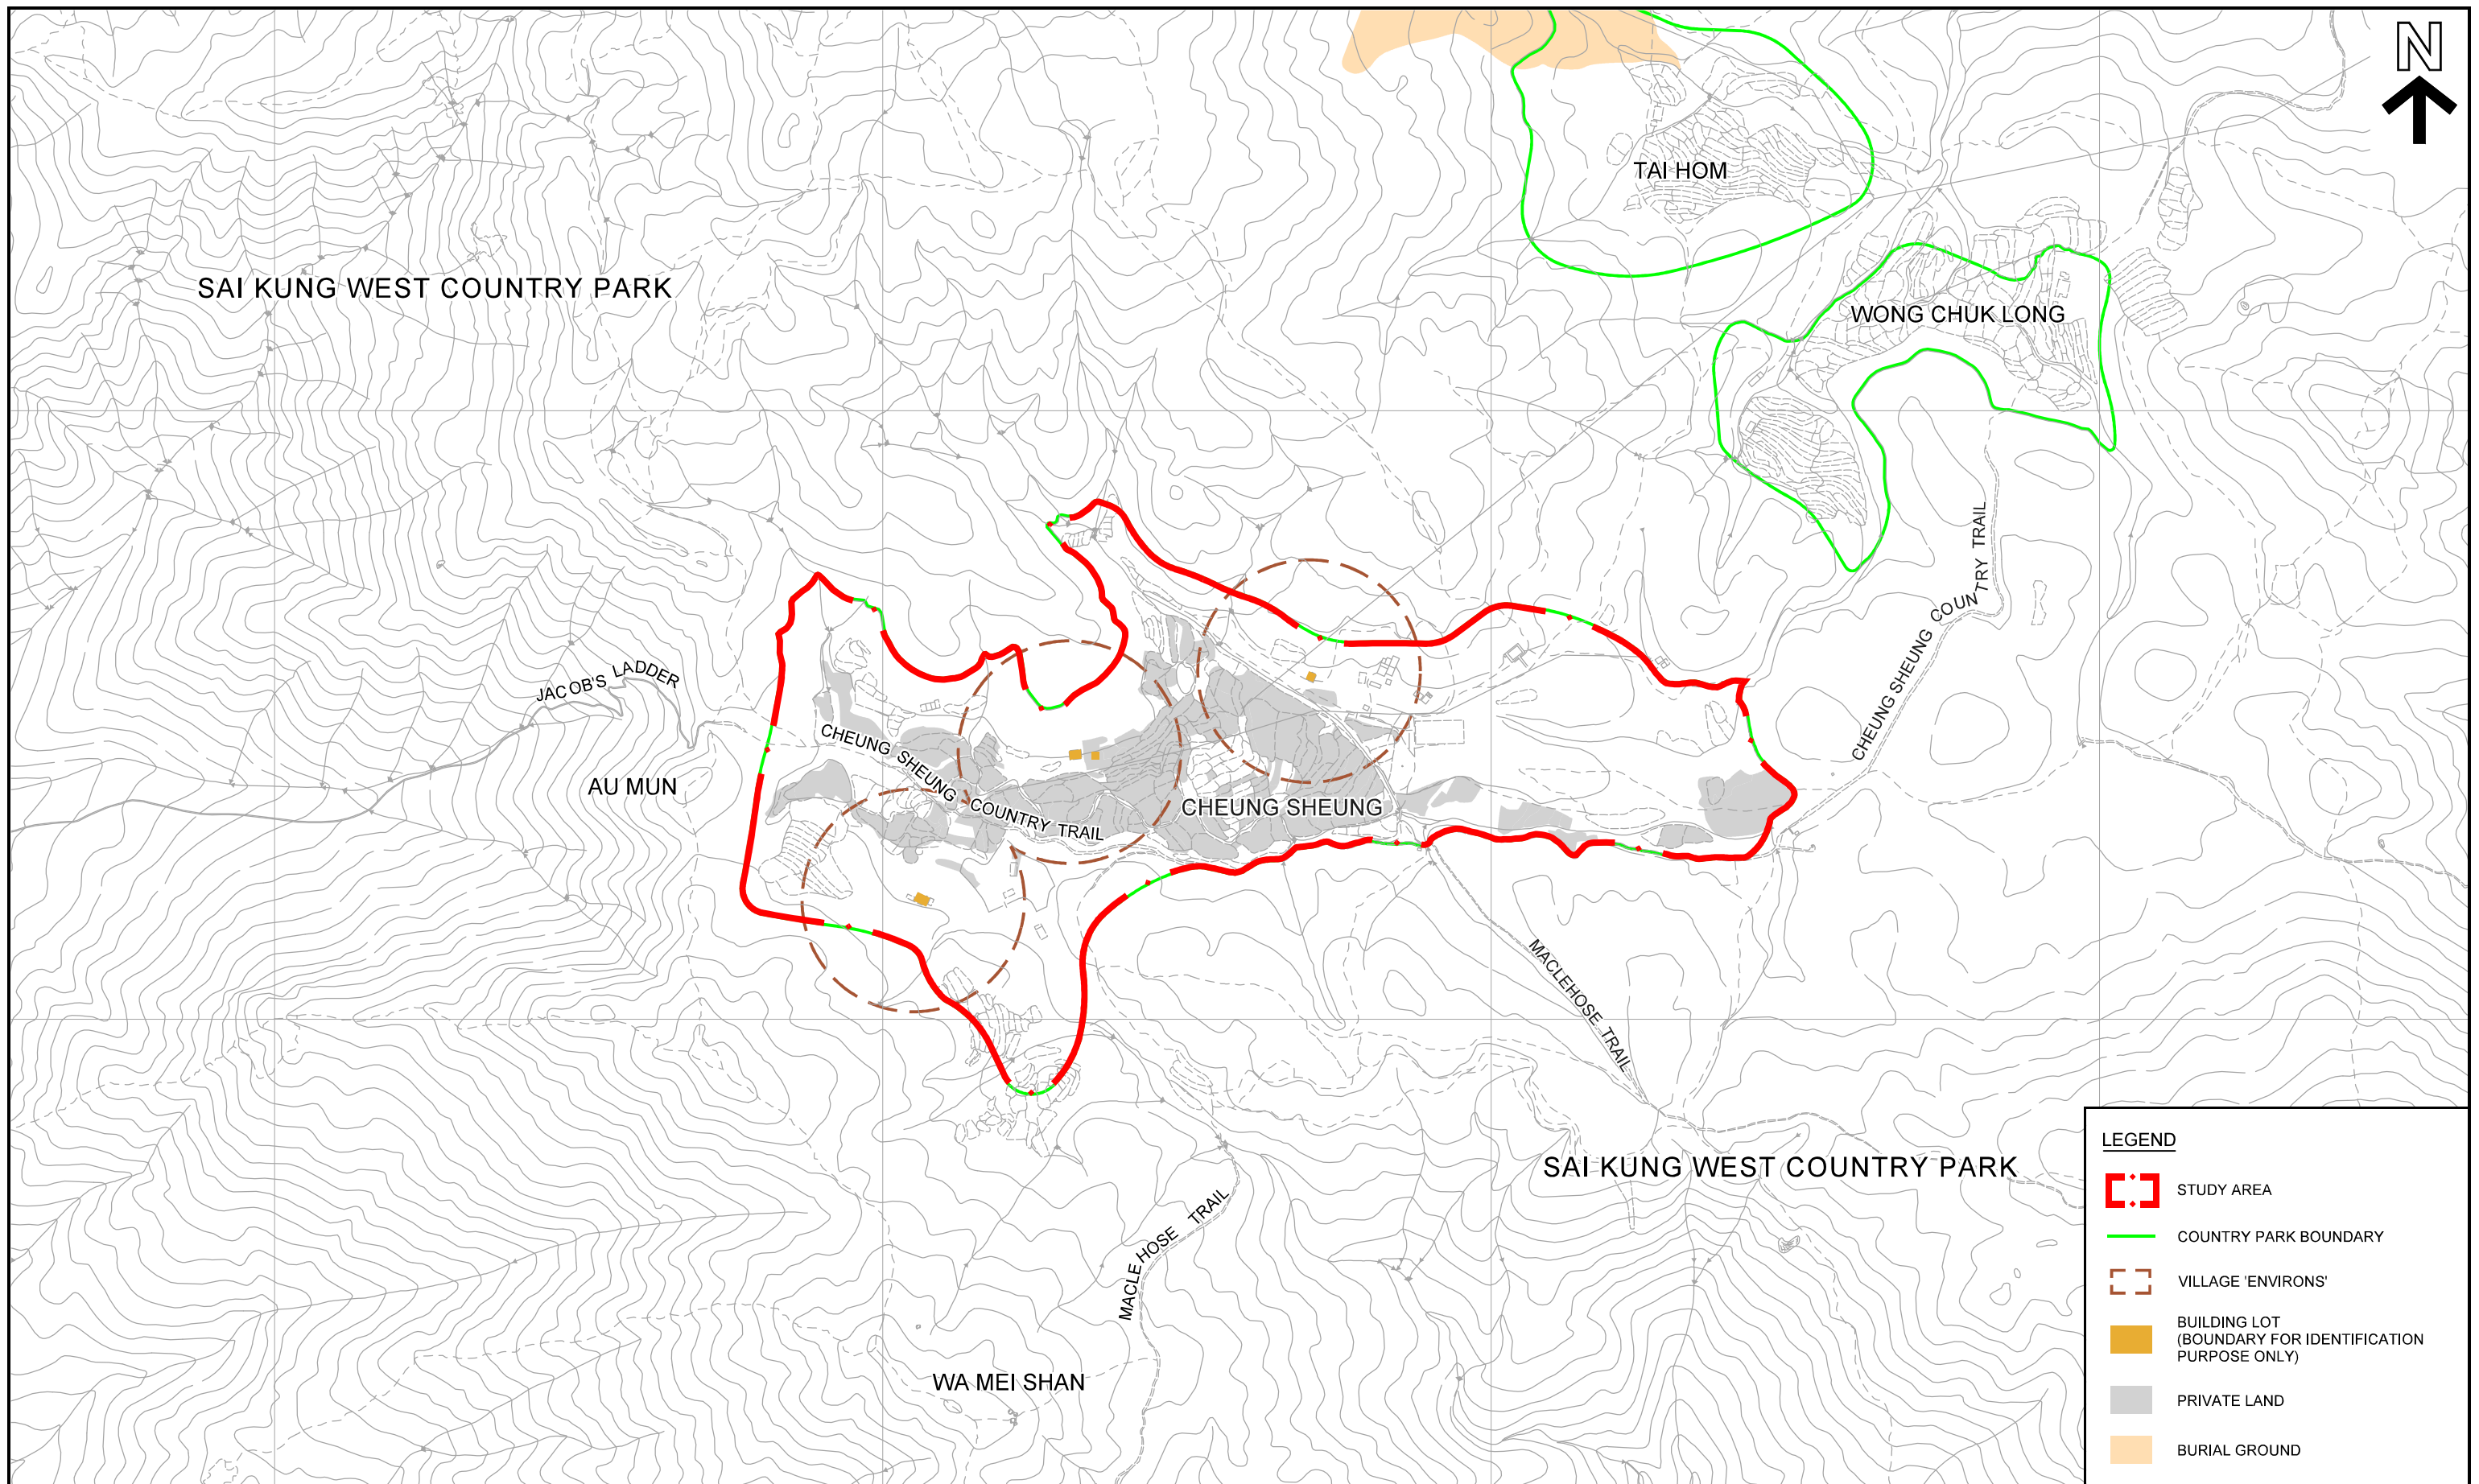 N
TAI HOM
SAI KUNG WEST COUNTRY PARK
WONG CHUK LONG
CHEUNG SHEUNG COUNTRY TRAIL
JACOB'S LADDER
CHEUNG SHEUNG COUNTRY TRAIL
AU MUN
CHEUNG SHEUNG
MACLEHOSE TRAIL
SAI KUNG WEST COUNTRY PARK
MACLEHOSE TRAIL
WA MEI SHAN
LEGEND
STUDY AREA
COUNTRY PARK BOUNDARY
VILLAGE 'ENVIRONS'
BUILDING LOT
(BOUNDARY FOR IDENTIFICATION
PURPOSE ONLY)
PRIVATE LAND
BURIAL GROUND